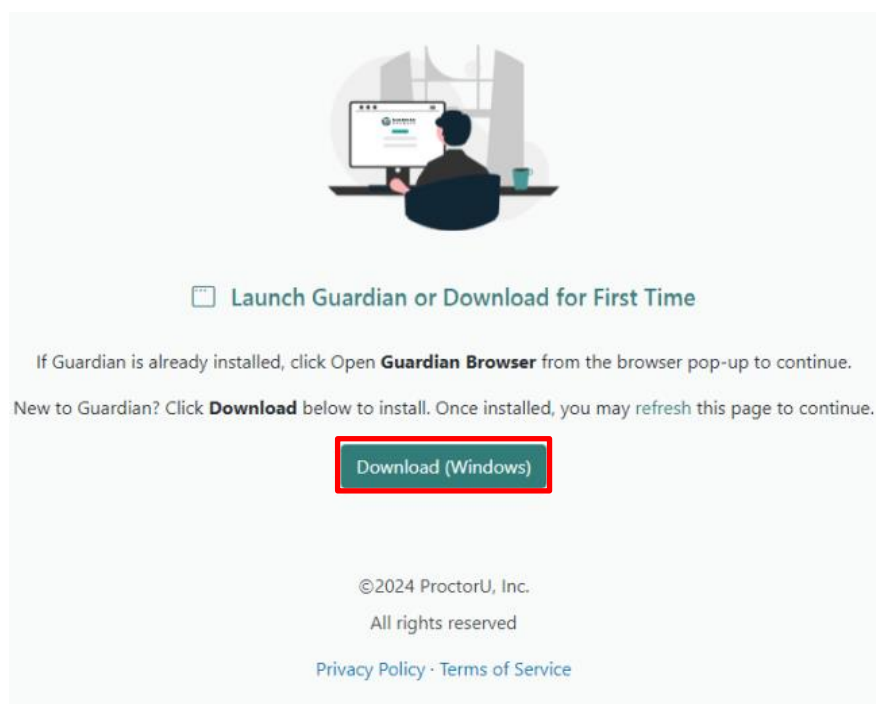 Launch Guardian or Download for First Time
If Guardian is already installed, click Open Guardian Browser from the browser pop-up to continue.
New to Guardian? Click Download below to install. Once installed, you may refresh this page to continue.
Download (Windows)
©2024 ProctorU, Inc.
All rights reserved
Privacy Policy · Terms of Service